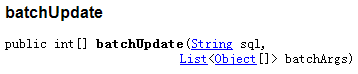 batchUpdate
public int[] batchUpdate(String sql,
List<Object[]> batchArgs)